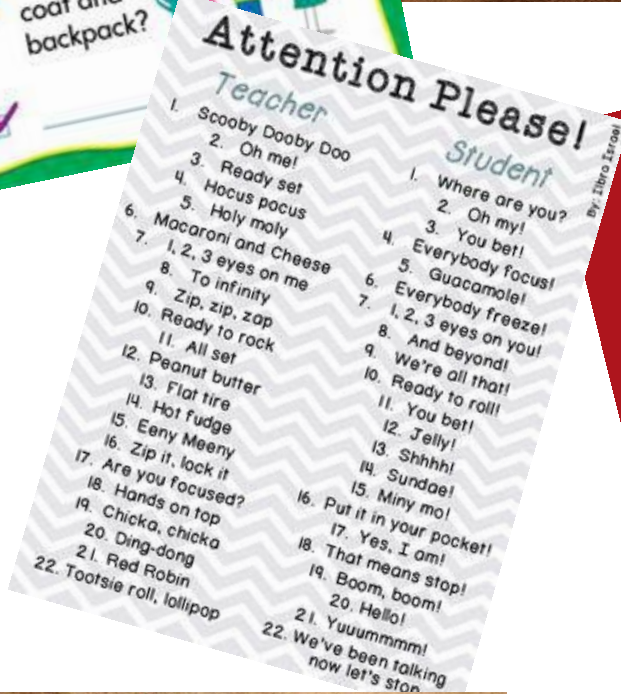 coat and
backpack?
Attention Please!
Teacher
1. Scooby Dooby Doo
2. Oh me!
3. Ready set
4. Hocus pocus
5. Holy moly
6. Macaroni and Cheese
7. 1, 2, 3 eyes on me
8. To infinity
9. Zip, zip, zap
10. Ready to rock
11. All set
12. Peanut butter
13. Flat tire
14. Hot fudge
15. Eeny Meeny
16. Zip it, lock it
17. Are you focused?
18. Hands on top
19. Chicka, chicka
20. Ding-dong
21. Red Robin
22. Tootsie roll, lollipop
Student
1. Where are you?
2. Oh my!
3. You bet!
4. Everybody focus!
5. Guacamole!
6. Everybody freeze!
7. 1, 2, 3 eyes on you!
8. And beyond!
9. We're all that!
10. Ready to roll!
11. You bet!
12. Jelly!
13. Shhhh!
14. Sundae!
15. Miny mo!
16. Put it in your pocket!
17. Yes, I am!
18. That means stop!
19. Boom, boom!
20. Hello!
21. Yuuummmm!
22. We've been talking
now let's stop
By: Libra Israel